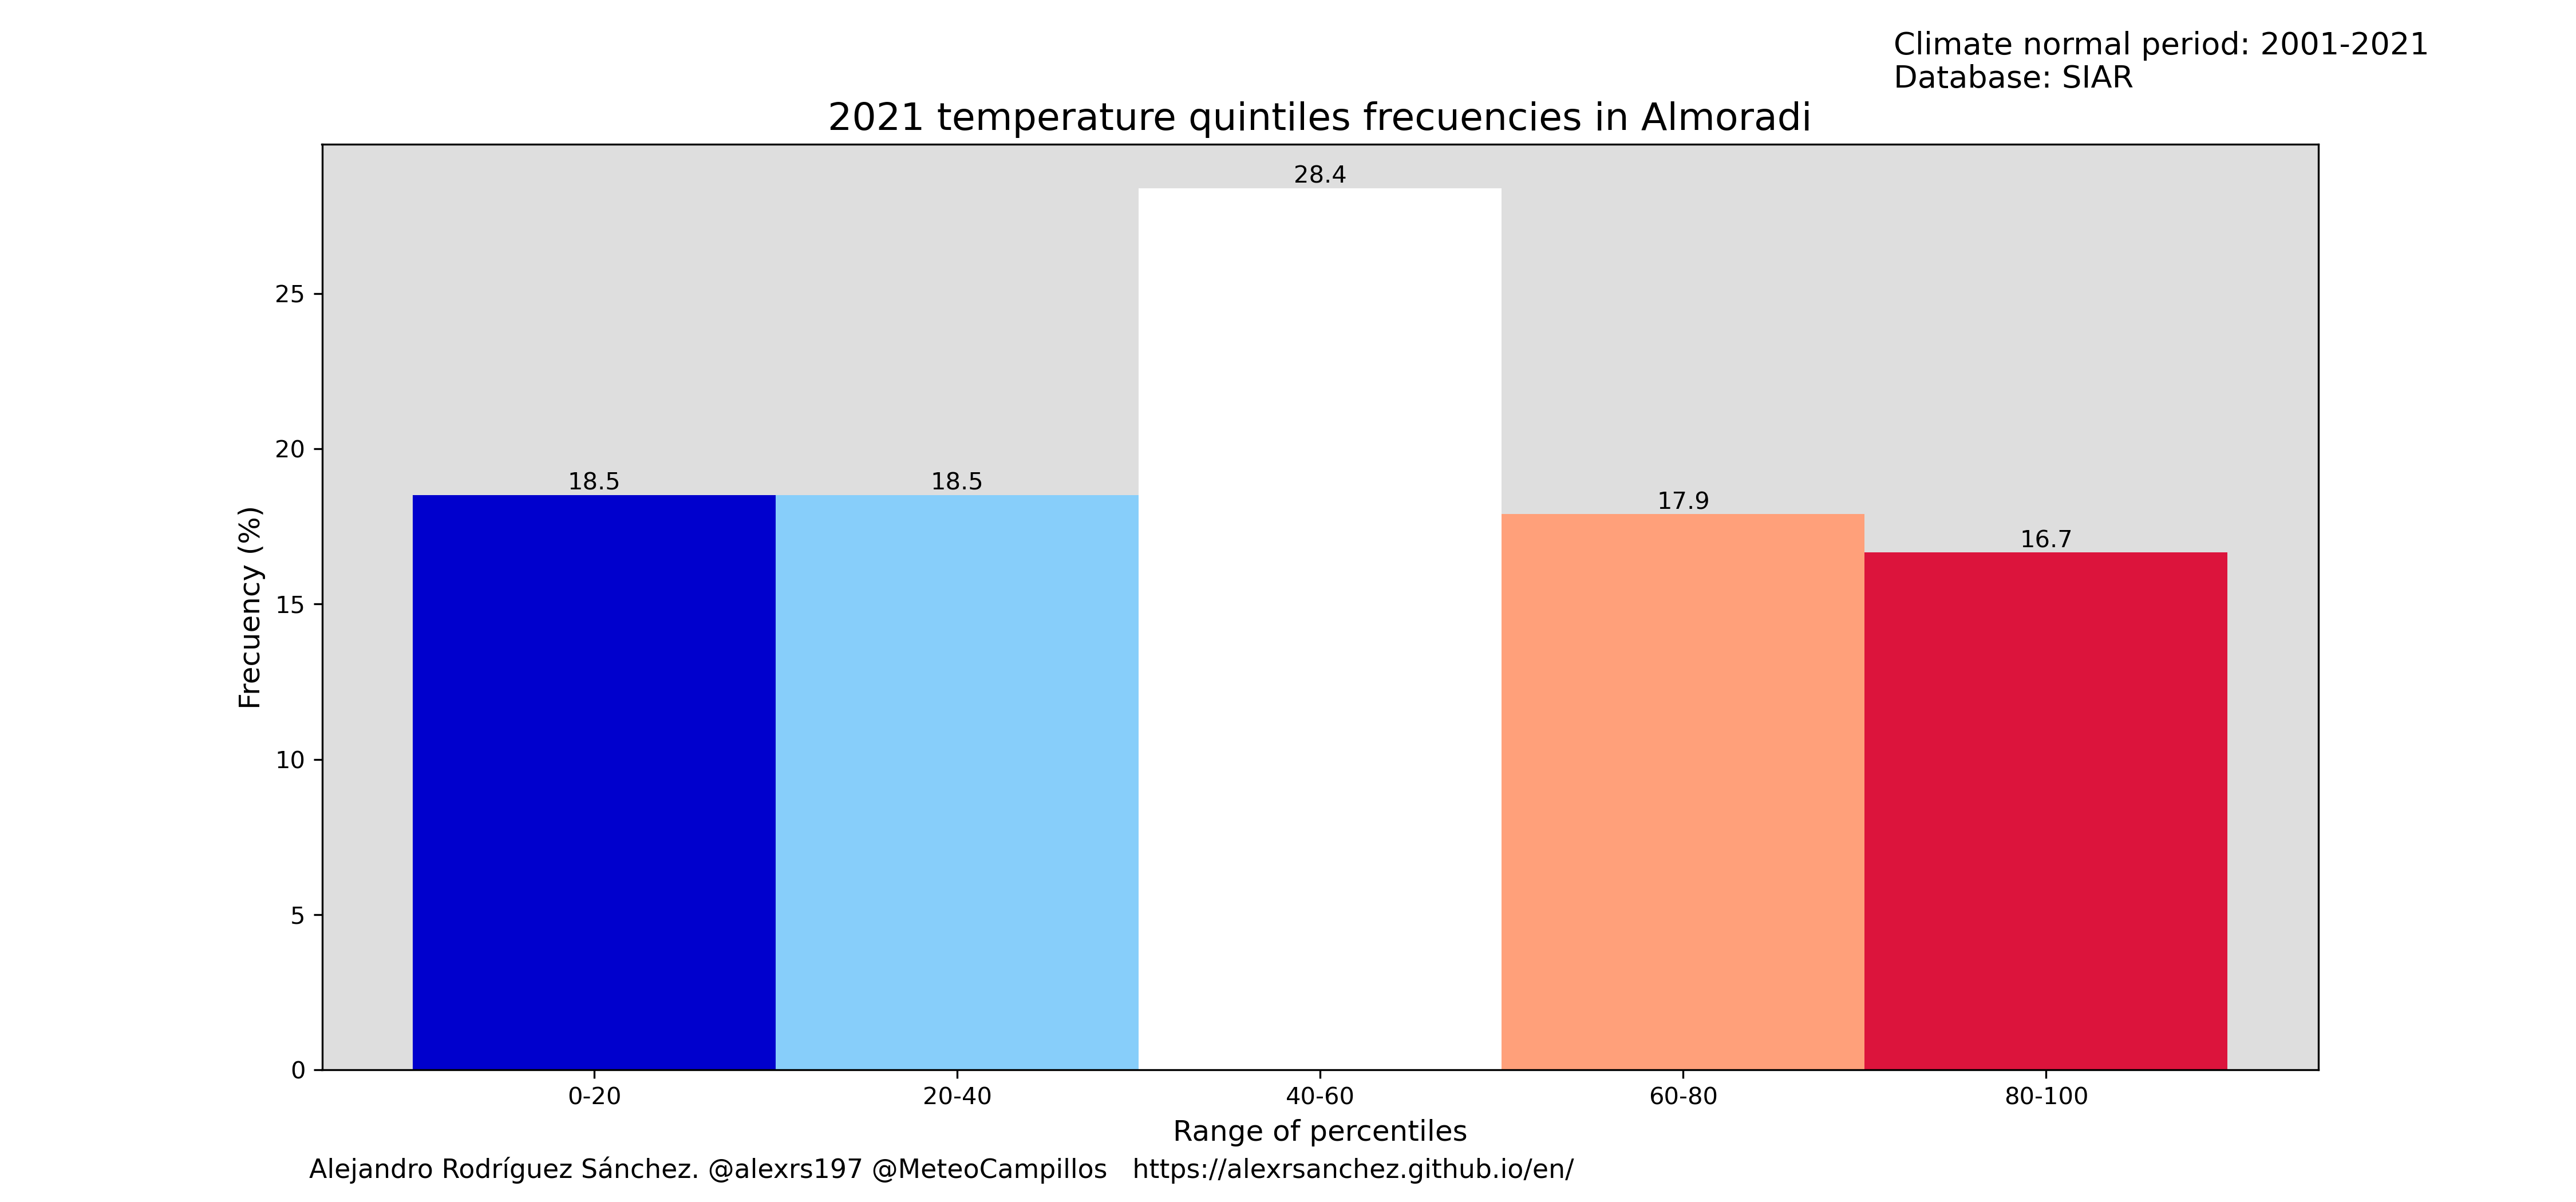 Climate normal period: 2001-2021
Database: SIAR
2021 temperature quintiles frecuencies in Almoradi
28.4
25
20
18.5
18.5
17.9
16.7
15
10
5
0
Frecuency (%)
0-20
20-40
40-60
60-80
80-100
Range of percentiles
Alejandro Rodríguez Sánchez. @alexrs197 @MeteoCampillos   https://alexrsanchez.github.io/en/